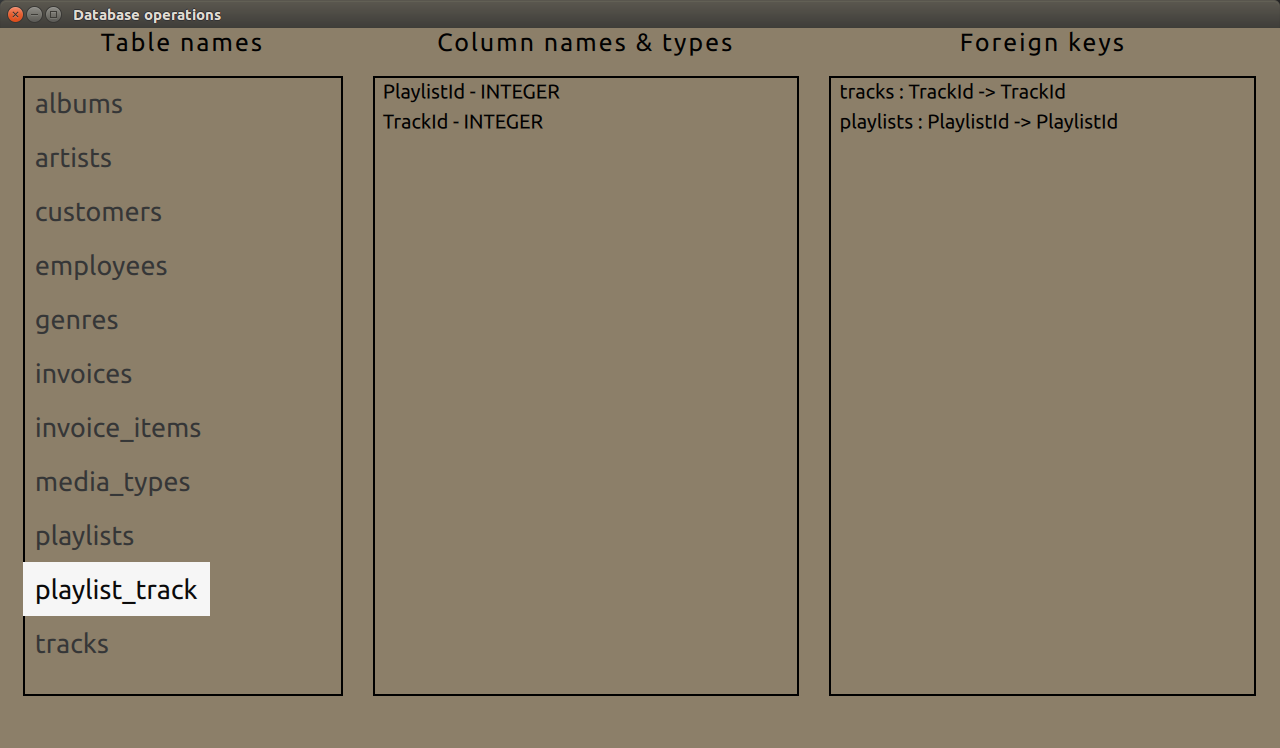 Database operations
Table names
albums
artists
customers
employees
genres
invoices
invoice_items
media_types
playlists
playlist_track
tracks
Column names & types
PlaylistId - INTEGER
TrackId - INTEGER
Foreign keys
tracks : TrackId -> TrackId
playlists : PlaylistId -> PlaylistId